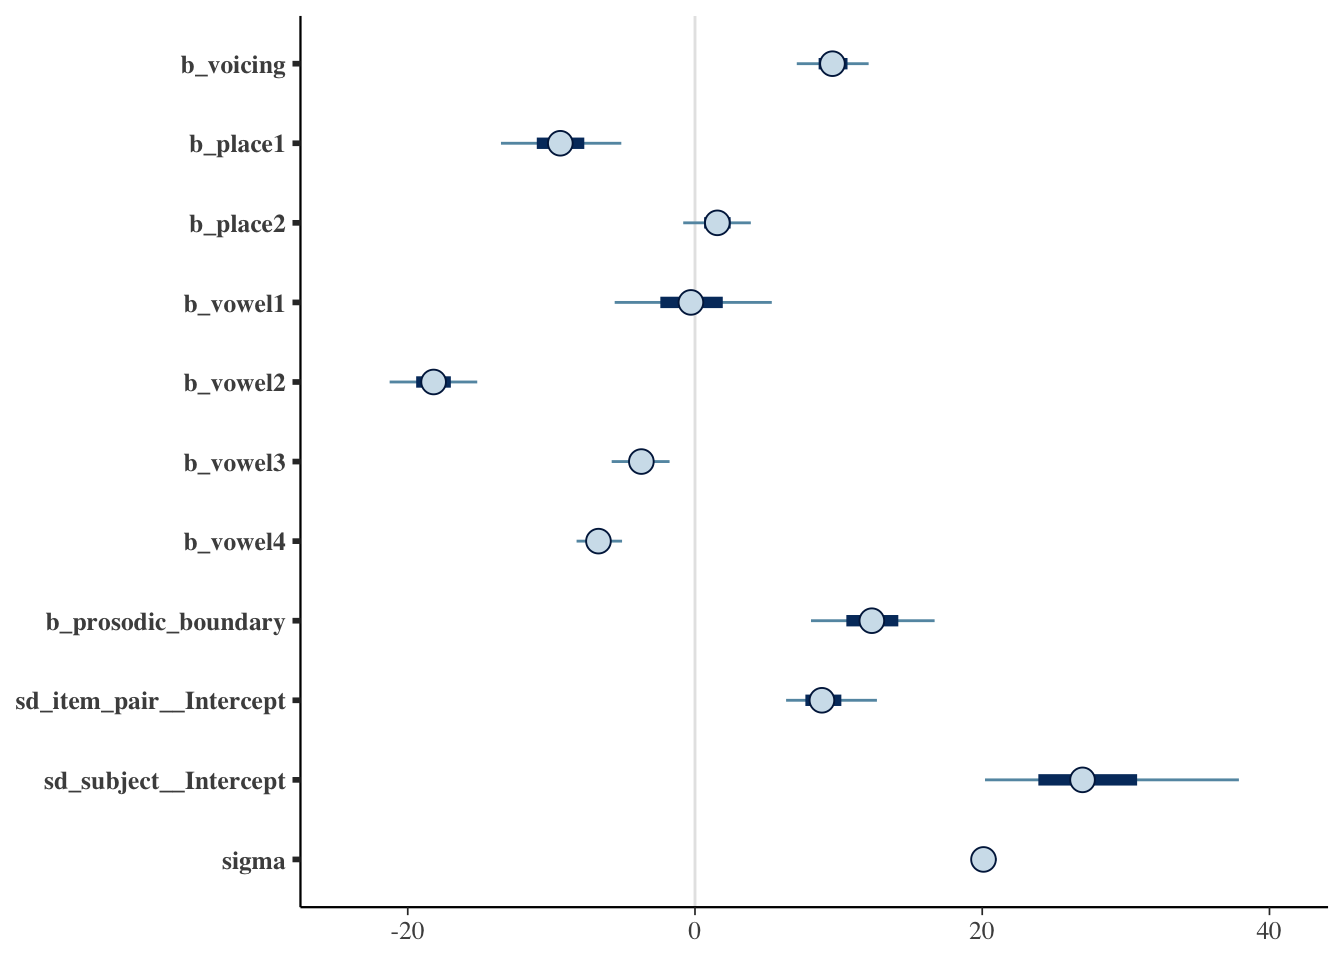 b_voicing
b_place1
b_place2
b_vowel1
b_vowel2
b_vowel3
b_vowel4
b_prosodic_boundary
sd_item_pair__Intercept
sd_subject__Intercept
sigma
-20 0 20 40